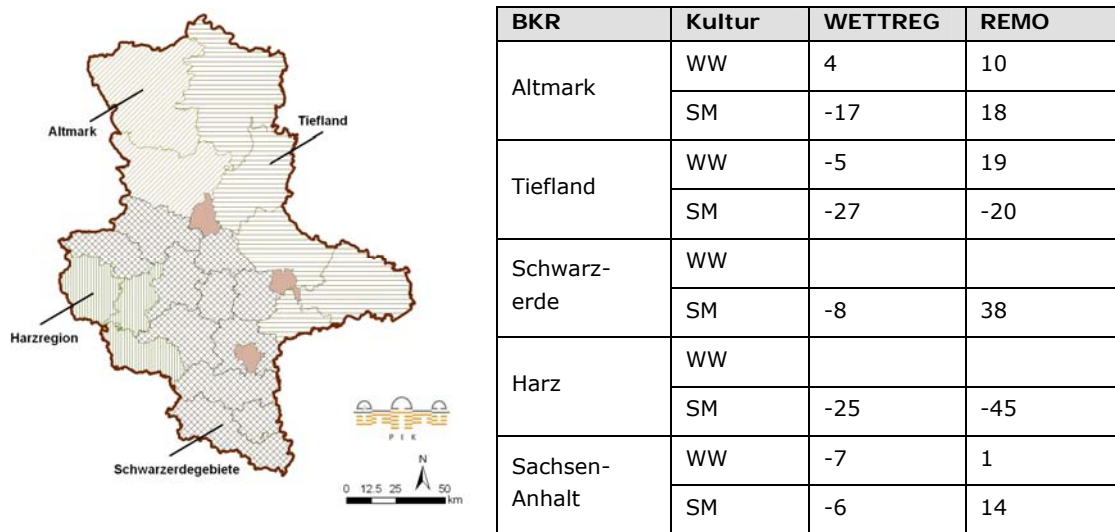 Altmark
Tiefland
Harzregion
Schwarzerdegebiete
P I K
N
0 12.5 25 50
km
BKR Kultur WETTREG REMO
Altmark
WW 4 10
SM -17 18
Tiefland
WW -5 19
SM -27 -20
Schwarz-
erde
WW
SM -8 38
Harz
WW
SM -25 -45
Sachsen-
Anhalt
WW -7 1
SM -6 14